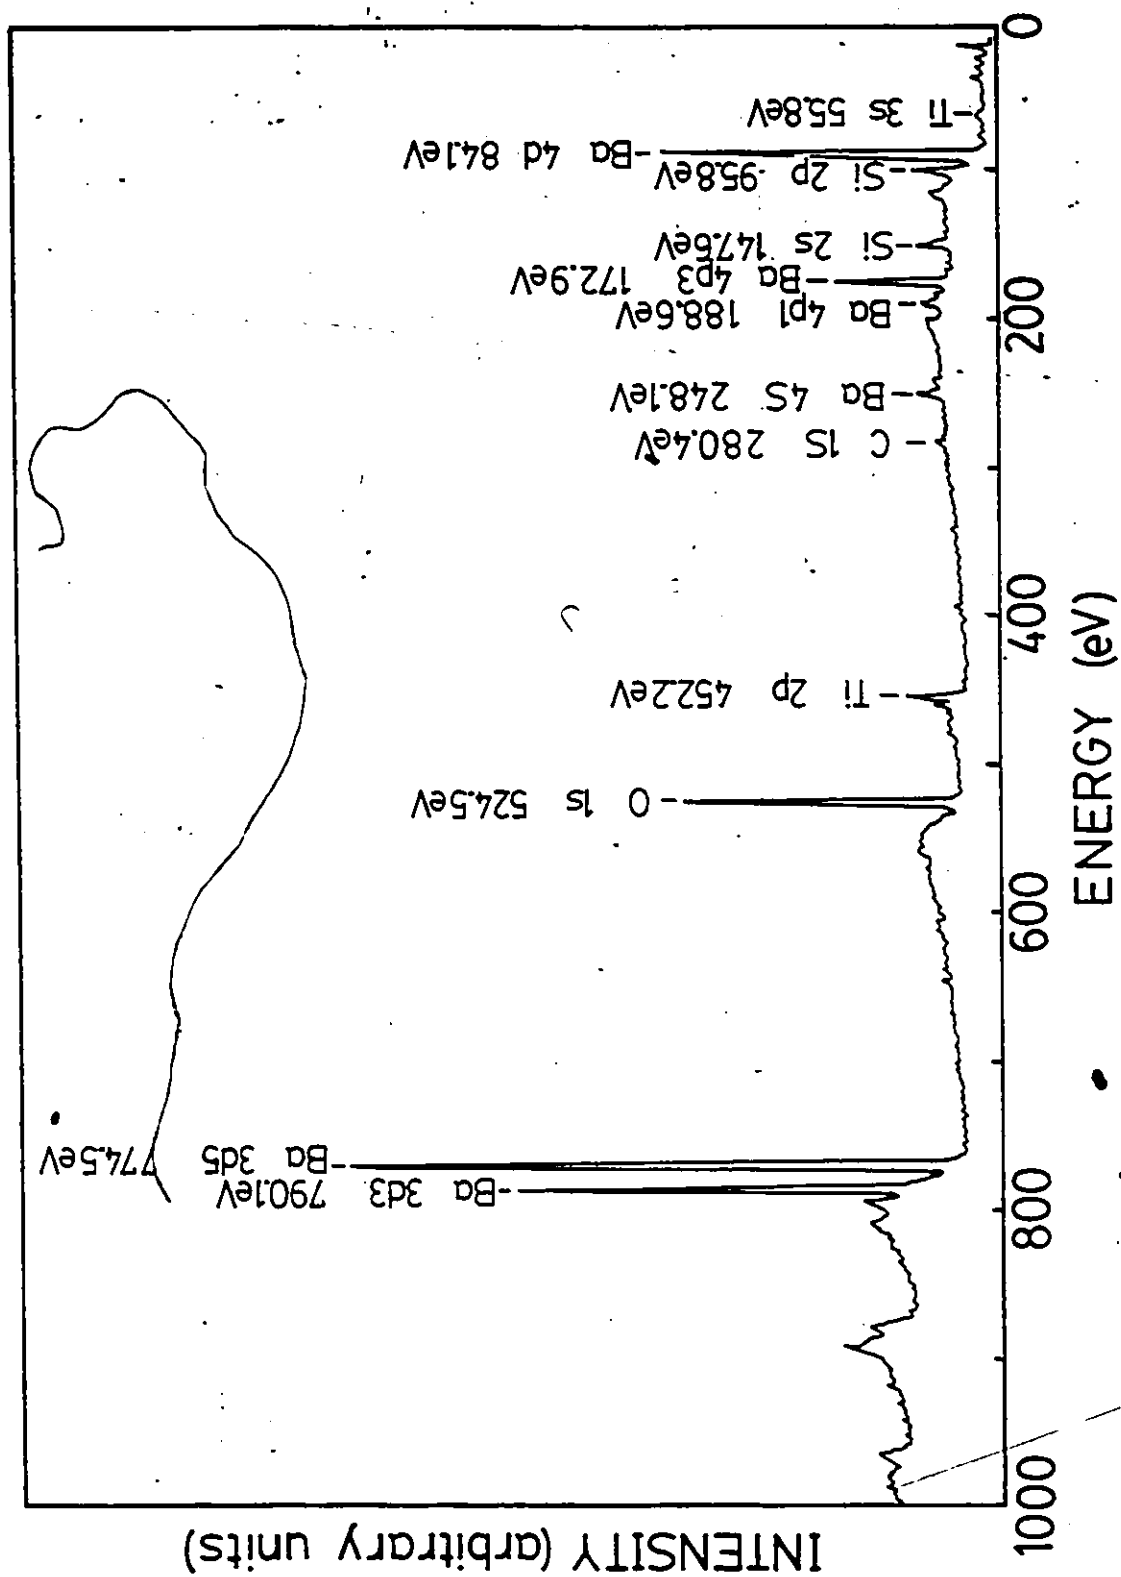 INTENSITY (arbitrary units)
Ba 3d3 790.1eV
Ba 3d5 774.5eV
O 1s 524.5eV
Ti 2p 452.2eV
C 1S 280.4eV
Ba 4S 248.1eV
Ba 4p1 188.6eV
Ba 4p3 172.9eV
Si 2s 147.6eV
Si 2p 95.8eV
Ba 4d 84.1eV
Ti 3s 55.8eV
1000
800
600
400
200
0
ENERGY (eV)